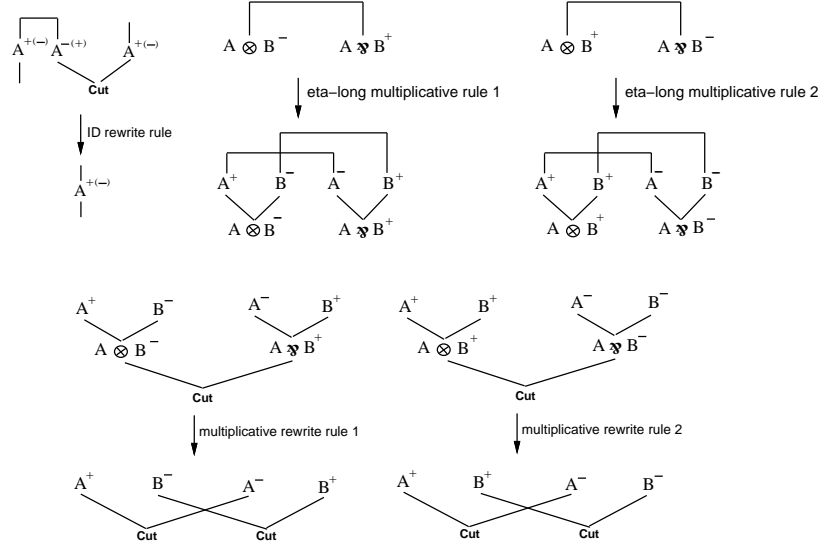 A⁺⁽⁻⁾ A⁻⁽⁺⁾ A⁺⁽⁻⁾
Cut
ID rewrite rule
A⁺⁽⁻⁾
A ⊗ B⁻ A ⅋ B⁺
eta–long multiplicative rule 1
A⁺ B⁻ A⁻ B⁺
A ⊗ B⁻ A ⅋ B⁺
A ⊗ B⁺ A ⅋ B⁻
eta–long multiplicative rule 2
A⁺ B⁺ A⁻ B⁻
A ⊗ B⁺ A ⅋ B⁻
A⁺ B⁻ A⁻ B⁺
A ⊗ B⁻ A ⅋ B⁺
Cut
multiplicative rewrite rule 1
A⁺ B⁻ A⁻ B⁺
Cut Cut
A⁺ B⁺ A⁻ B⁻
A ⊗ B⁺ A ⅋ B⁻
Cut
multiplicative rewrite rule 2
A⁺ B⁺ A⁻ B⁻
Cut Cut